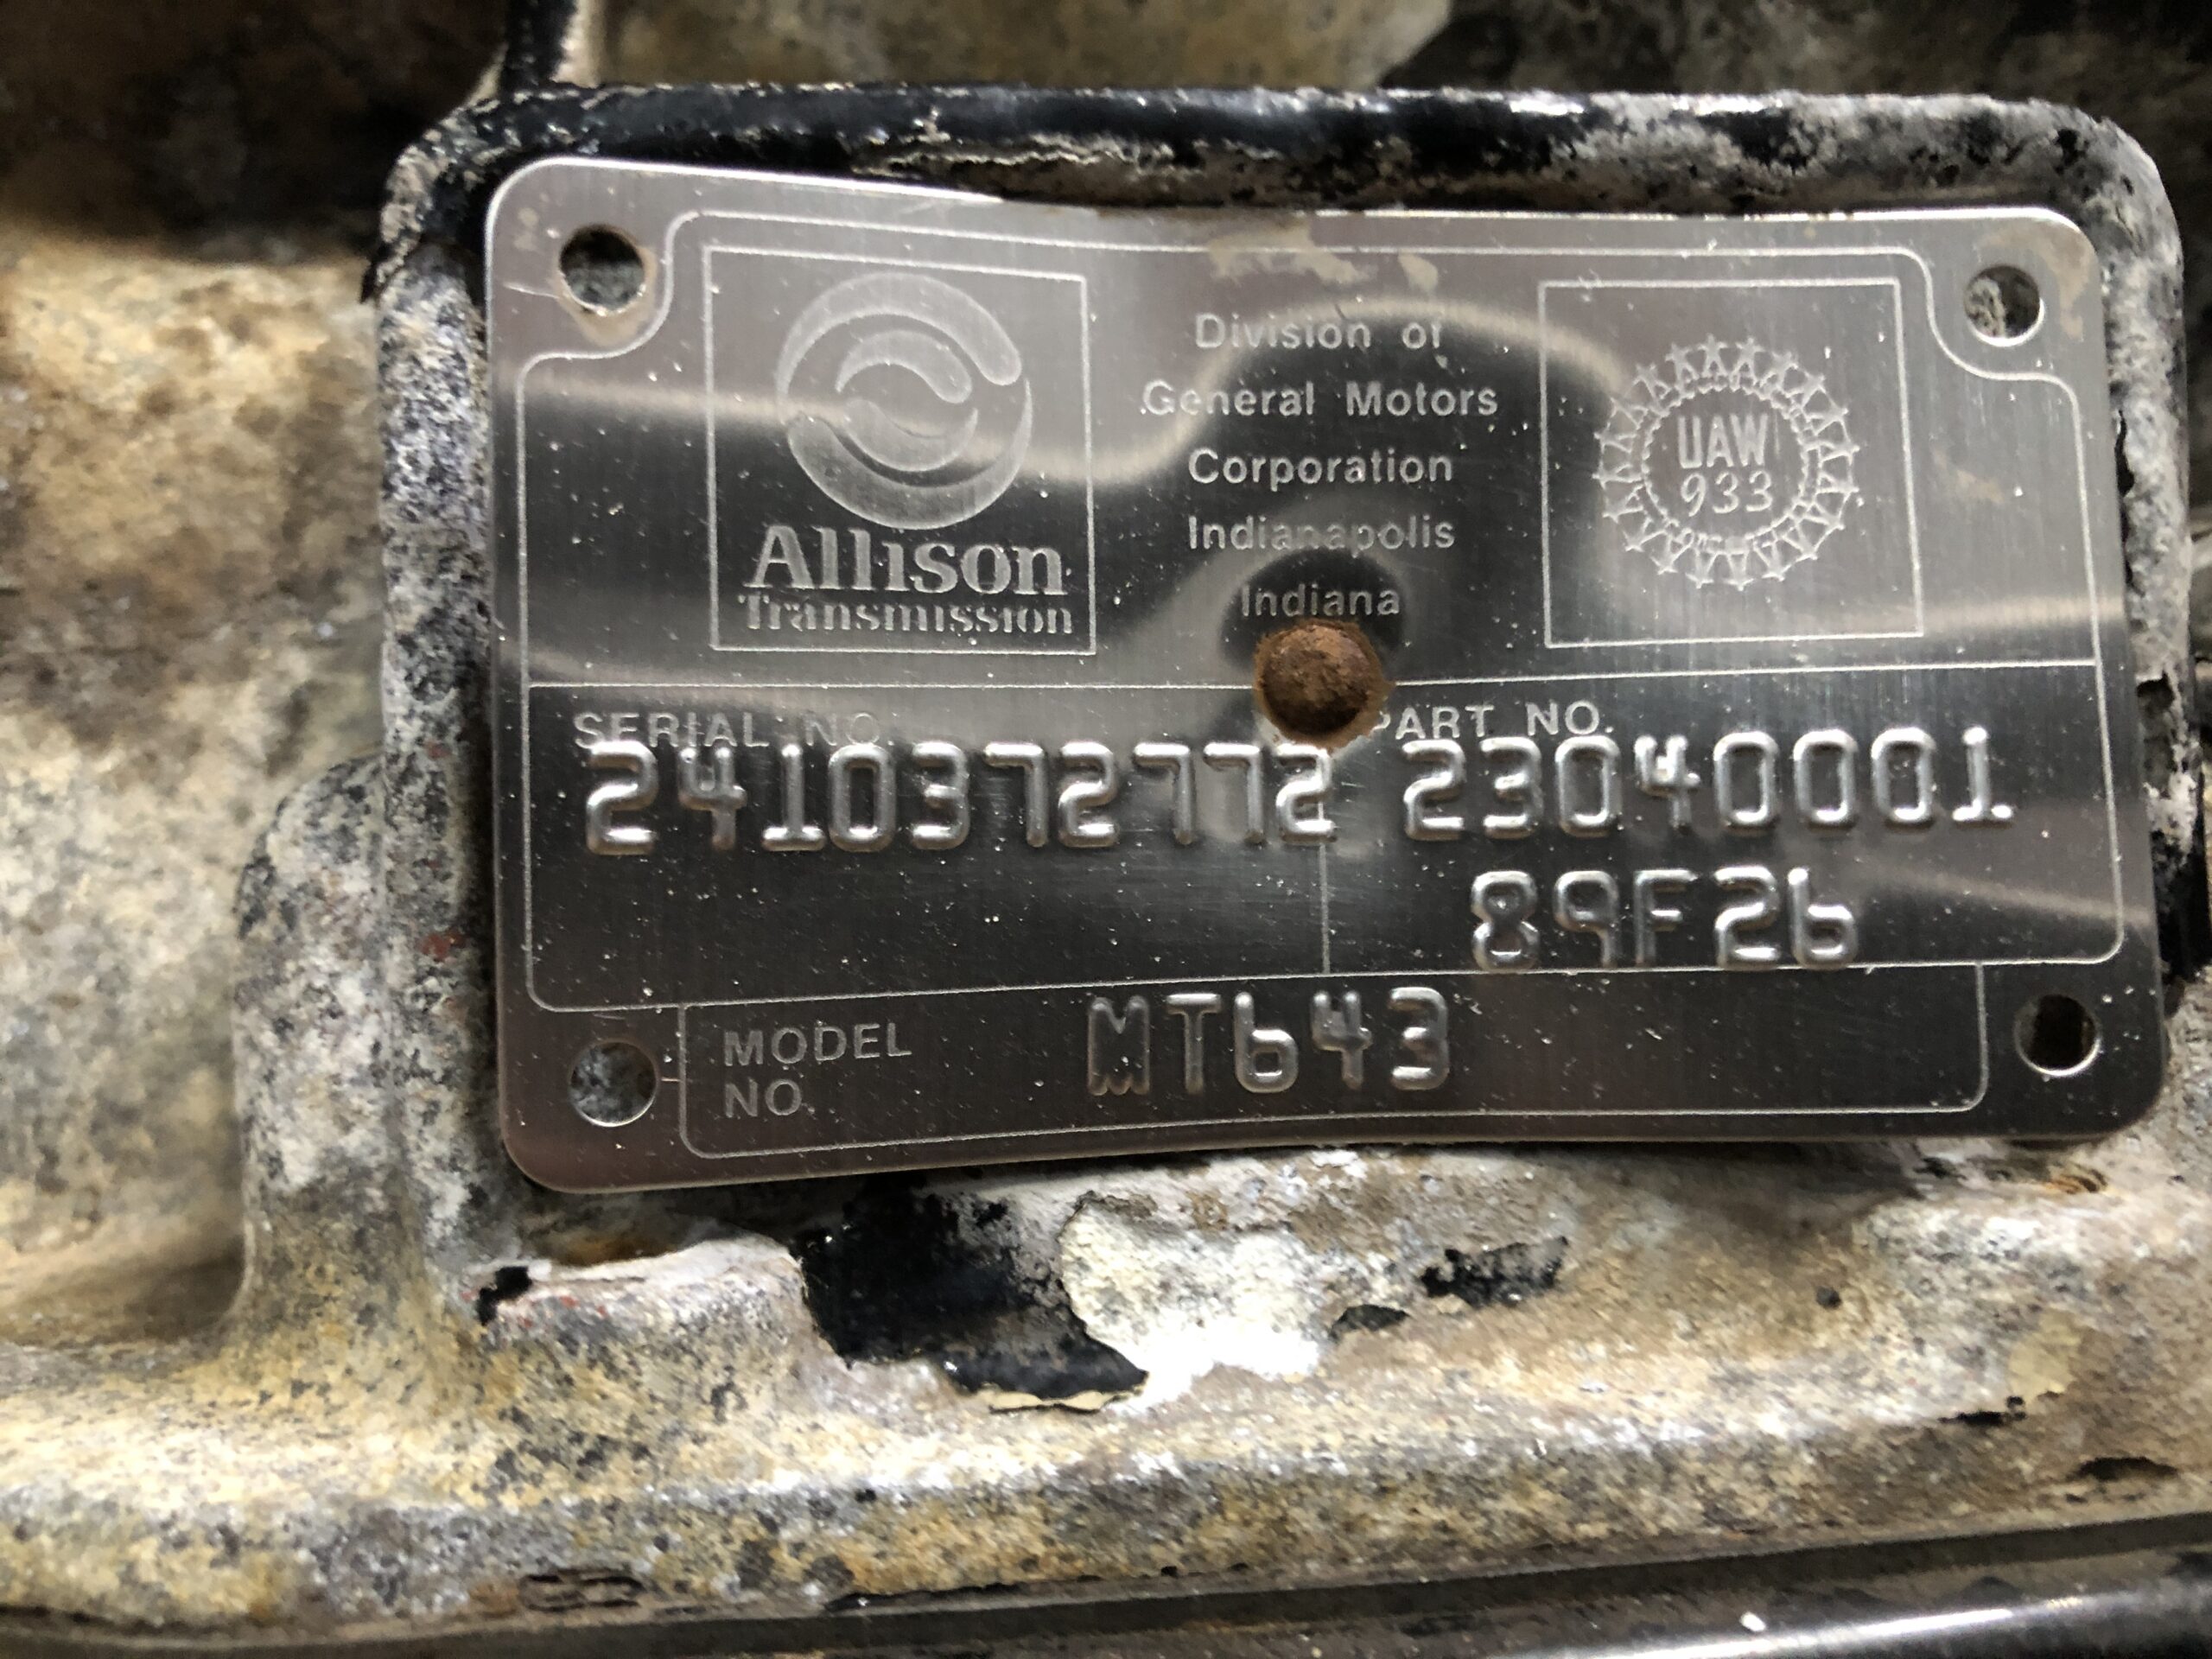 Allison
Transmission
Division of
General Motors
Corporation
Indianapolis
Indiana
UAW
933
SERIAL NO.
2410372772
PART NO.
23040001
89F26
MODEL
NO.
MT643